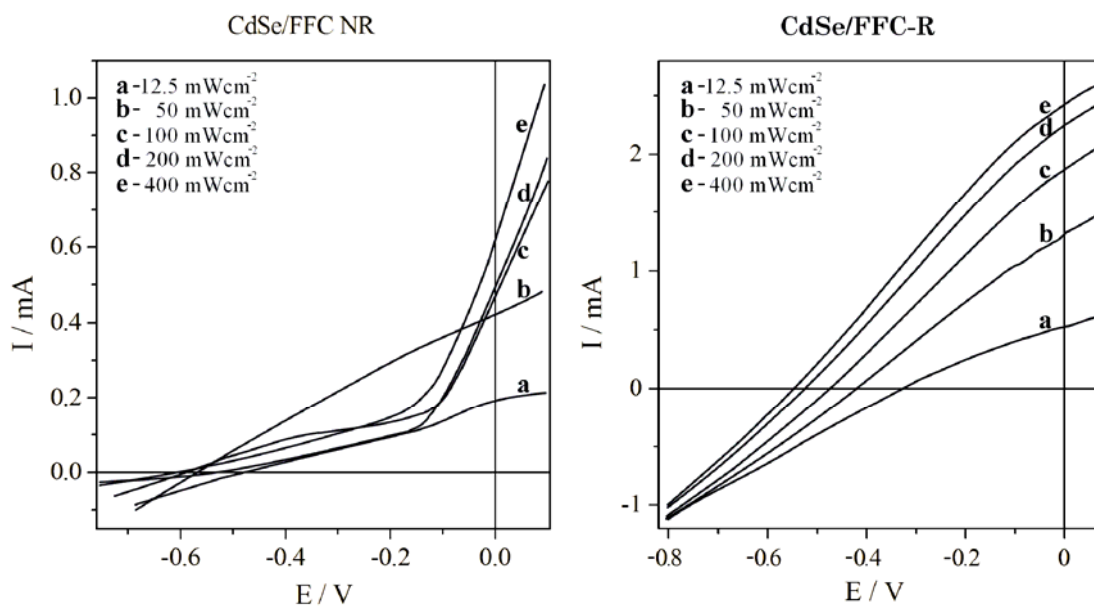 CdSe/FFC NR
a-12.5 mWcm-2
b- 50 mWcm-2
c-100 mWcm-2
d-200 mWcm-2
e-400 mWcm-2
e
d
c
b
a
1.0
0.8
0.6
0.4
0.2
0.0
I / mA
-0.6 -0.4 -0.2 0.0
E / V
CdSe/FFC-R
a-12.5 mWcm-2
b- 50 mWcm-2
c-100 mWcm-2
d-200 mWcm-2
e-400 mWcm-2
e
d
c
b
a
2
1
0
-1
I / mA
-0.8 -0.6 -0.4 -0.2 0
E / V